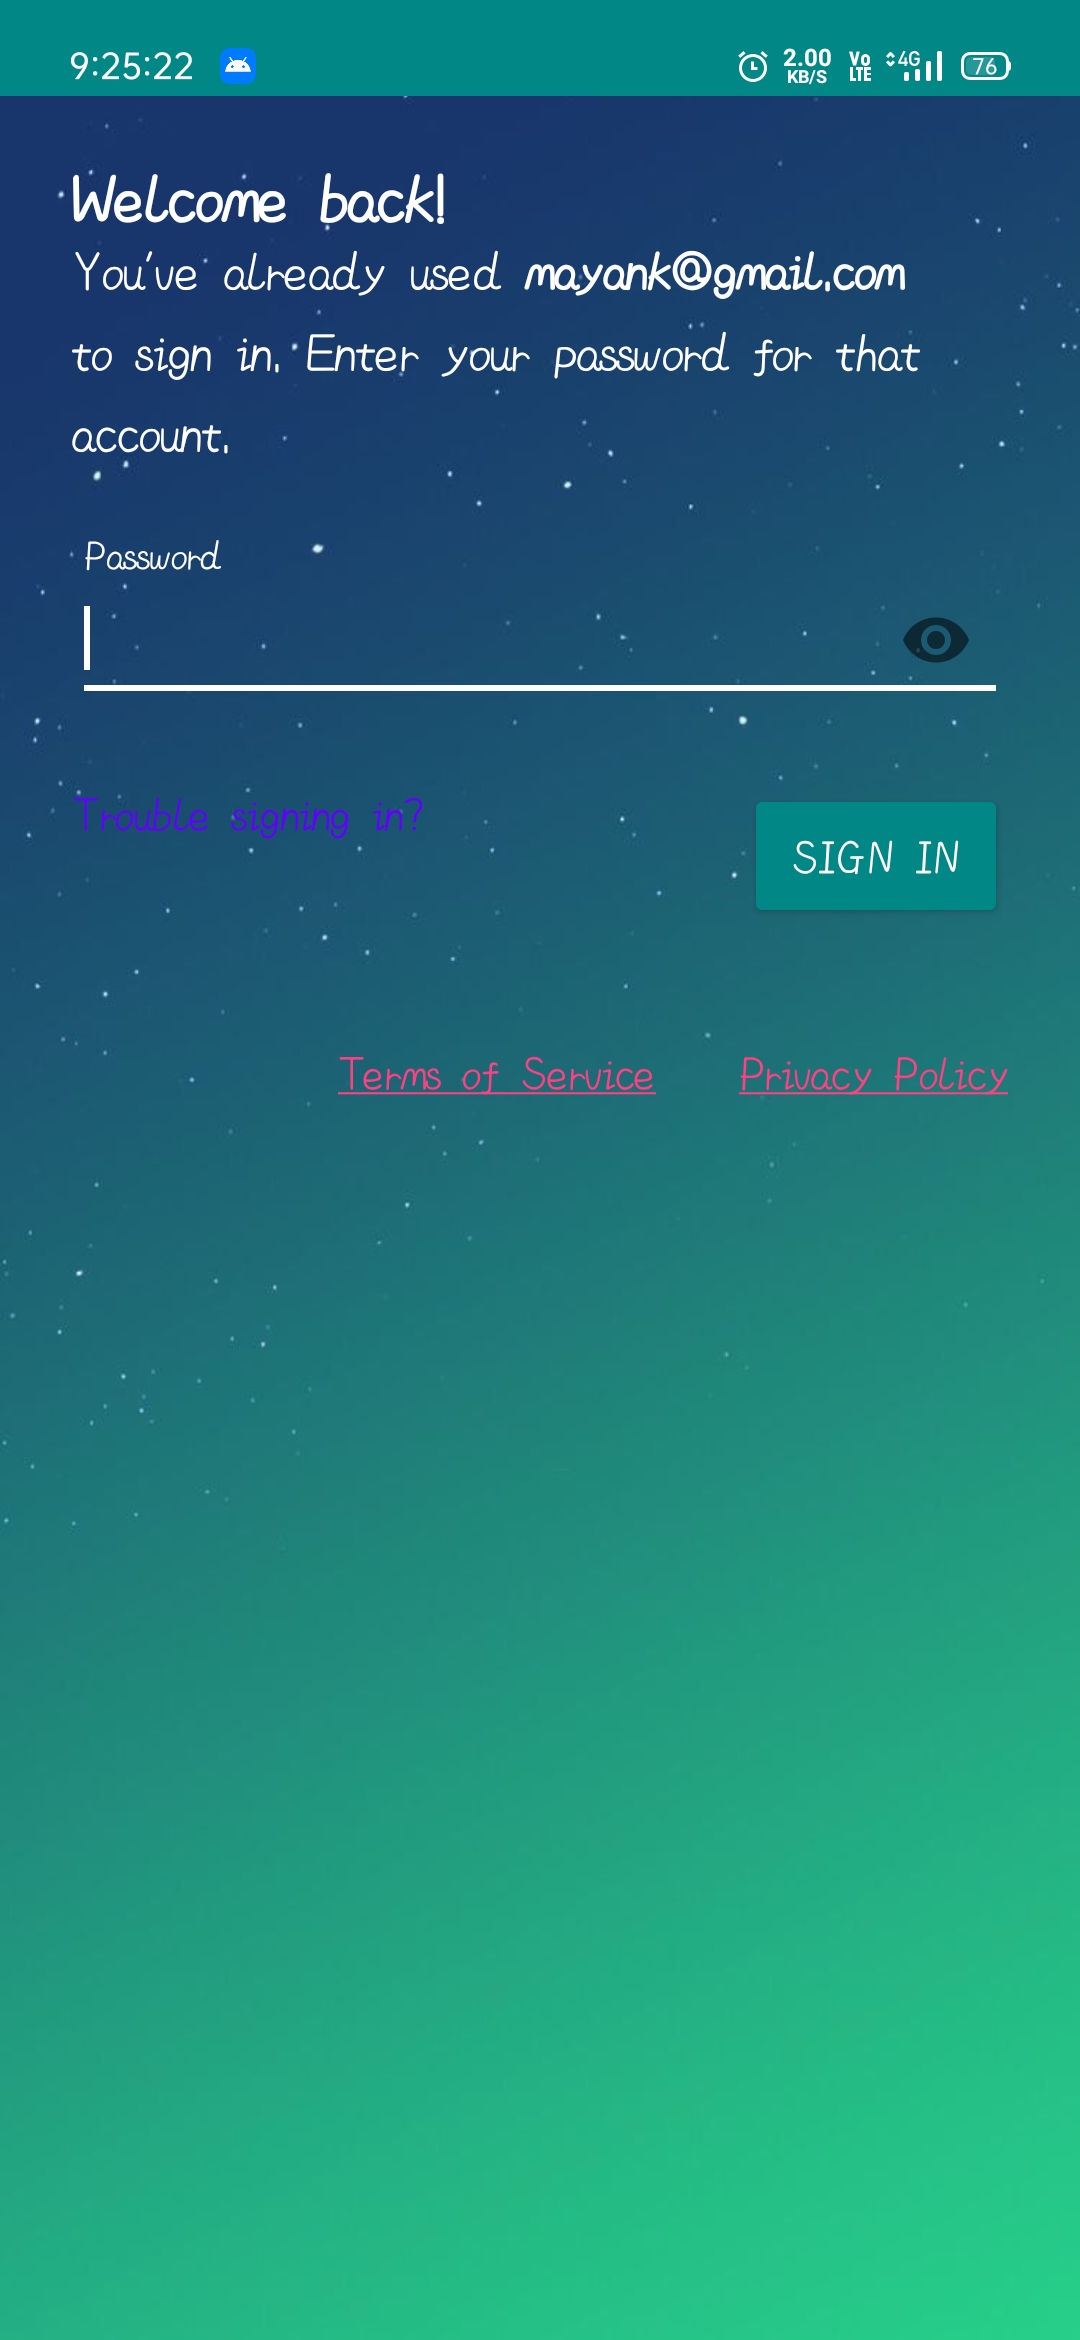 9:25:22 2.00 KB/S Vo LTE 4G 76
Welcome back!
You've already used mayank@gmail.com
to sign in. Enter your password for that
account.
Password
Trouble signing in?
SIGN IN
Terms of Service Privacy Policy